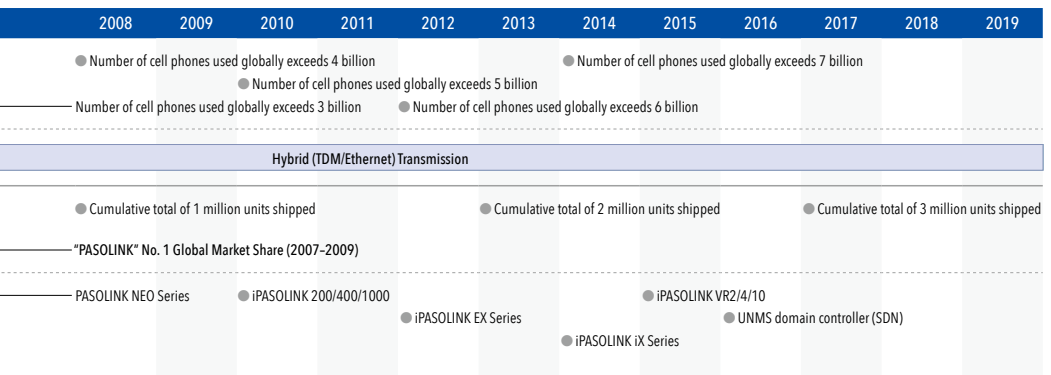 2008 2009 2010 2011 2012 2013 2014 2015 2016 2017 2018 2019
Number of cell phones used globally exceeds 4 billion Number of cell phones used globally exceeds 7 billion
Number of cell phones used globally exceeds 5 billion
Number of cell phones used globally exceeds 3 billion Number of cell phones used globally exceeds 6 billion
Hybrid (TDM/Ethernet) Transmission
Cumulative total of 1 million units shipped Cumulative total of 2 million units shipped Cumulative total of 3 million units shipped
“PASOLINK” No. 1 Global Market Share (2007–2009)
PASOLINK NEO Series iPASOLINK 200/400/1000 iPASOLINK VR2/4/10
iPASOLINK EX Series UNMS domain controller (SDN)
iPASOLINK iX Series